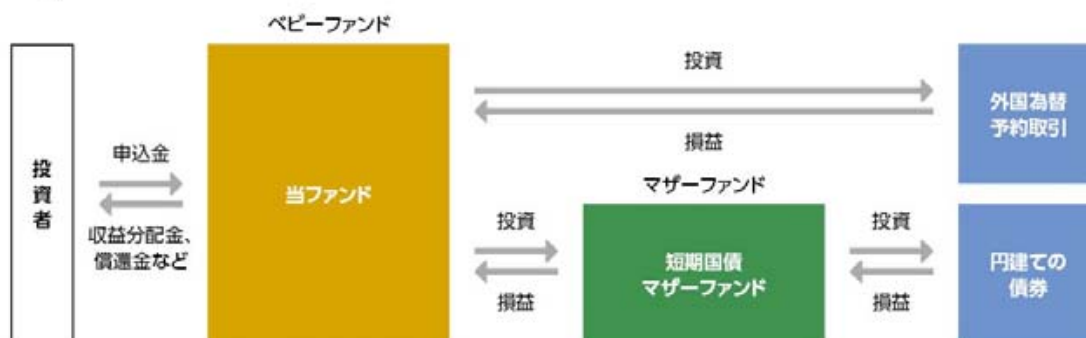 ベビーファンド
投資者
申込金
収益分配金、
償還金など
当ファンド
投資
損益
外国為替
予約取引
マザーファンド
投資
損益
短期国債
マザーファンド
投資
損益
円建ての
債券